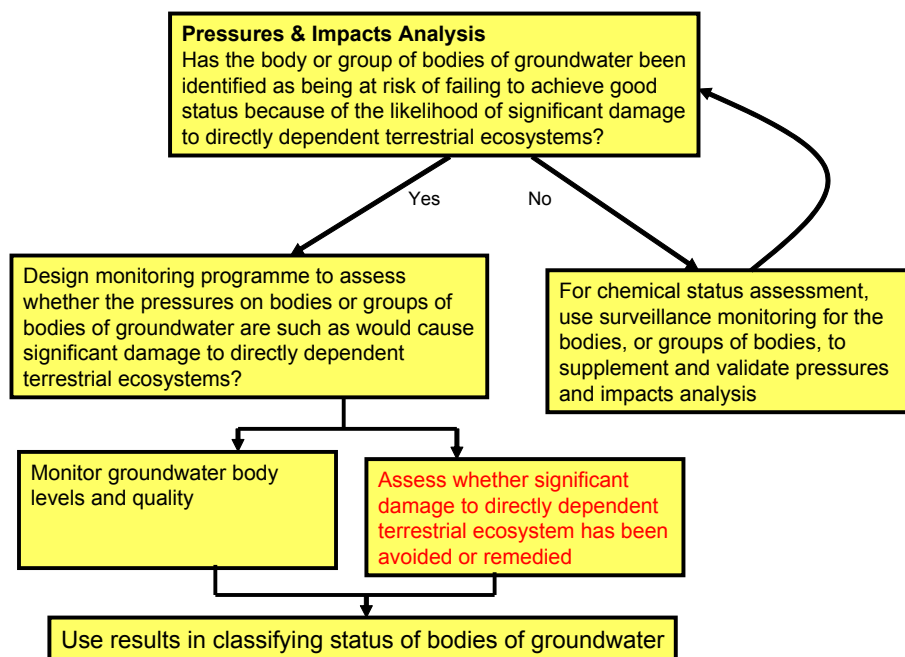 Pressures & Impacts Analysis
Has the body or group of bodies of groundwater been
identified as being at risk of failing to achieve good
status because of the likelihood of significant damage
to directly dependent terrestrial ecosystems?
Yes
No
Design monitoring programme to assess
whether the pressures on bodies or groups of
bodies of groundwater are such as would cause
significant damage to directly dependent
terrestrial ecosystems?
For chemical status assessment,
use surveillance monitoring for the
bodies, or groups of bodies, to
supplement and validate pressures
and impacts analysis
Monitor groundwater body
levels and quality
Assess whether significant
damage to directly dependent
terrestrial ecosystem has been
avoided or remedied
Use results in classifying status of bodies of groundwater